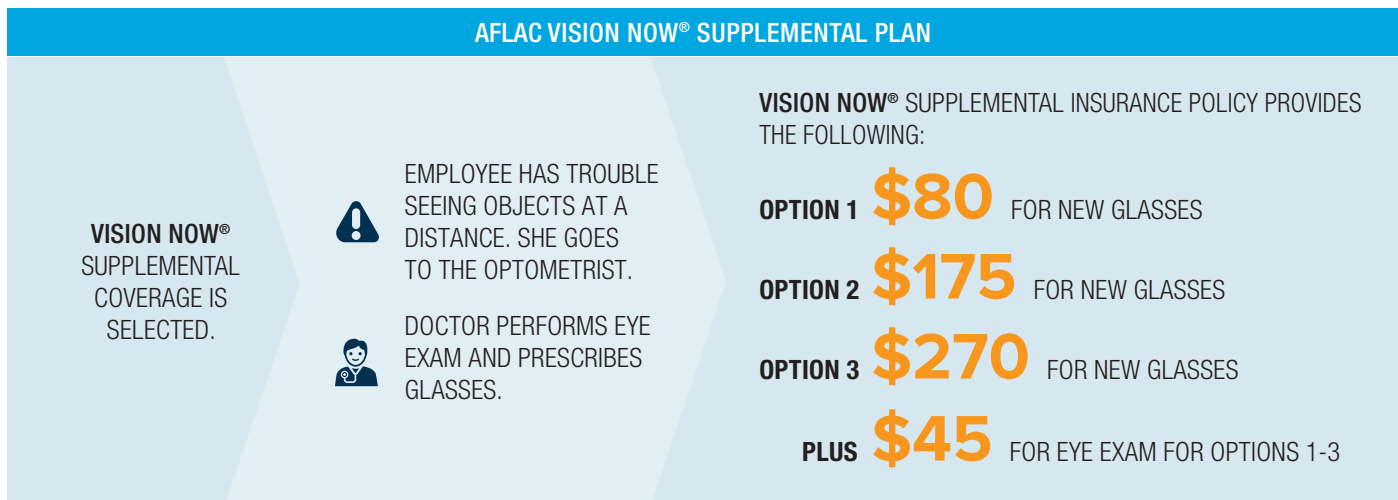 AFLAC VISION NOW® SUPPLEMENTAL PLAN
VISION NOW®
SUPPLEMENTAL
COVERAGE IS
SELECTED.
EMPLOYEE HAS TROUBLE
SEEING OBJECTS AT A
DISTANCE. SHE GOES
TO THE OPTOMETRIST.
DOCTOR PERFORMS EYE
EXAM AND PRESCRIBES
GLASSES.
VISION NOW® SUPPLEMENTAL INSURANCE POLICY PROVIDES
THE FOLLOWING:
OPTION 1 $80 FOR NEW GLASSES
OPTION 2 $175 FOR NEW GLASSES
OPTION 3 $270 FOR NEW GLASSES
PLUS $45 FOR EYE EXAM FOR OPTIONS 1-3